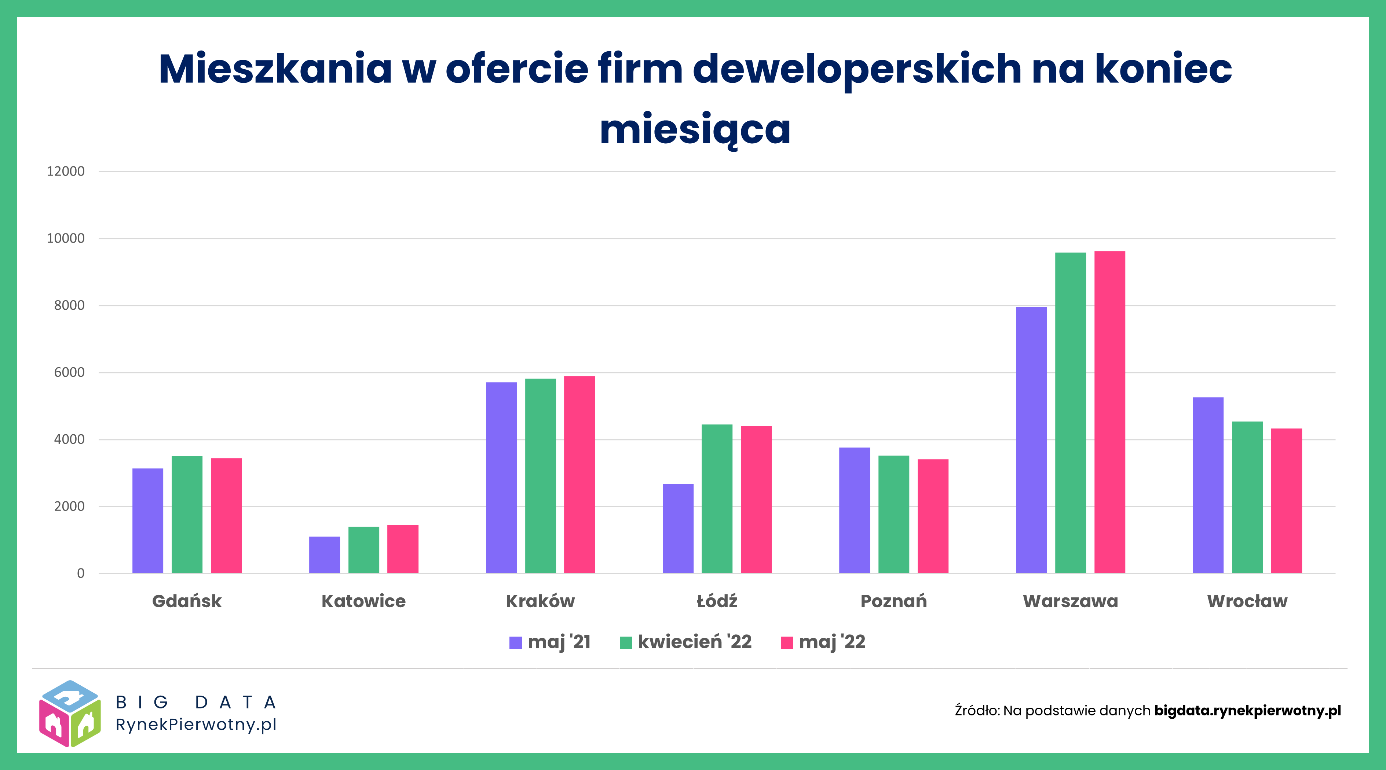 Mieszkania w ofercie firm deweloperskich na koniec
miesiąca
12000
10000
8000
6000
4000
2000
0
Gdańsk Katowice Kraków Łódź Poznań Warszawa Wrocław
maj '21 kwiecień '22 maj '22
BIG DATA
RynekPierwotny.pl
Źródło: Na podstawie danych bigdata.rynekpierwotny.pl